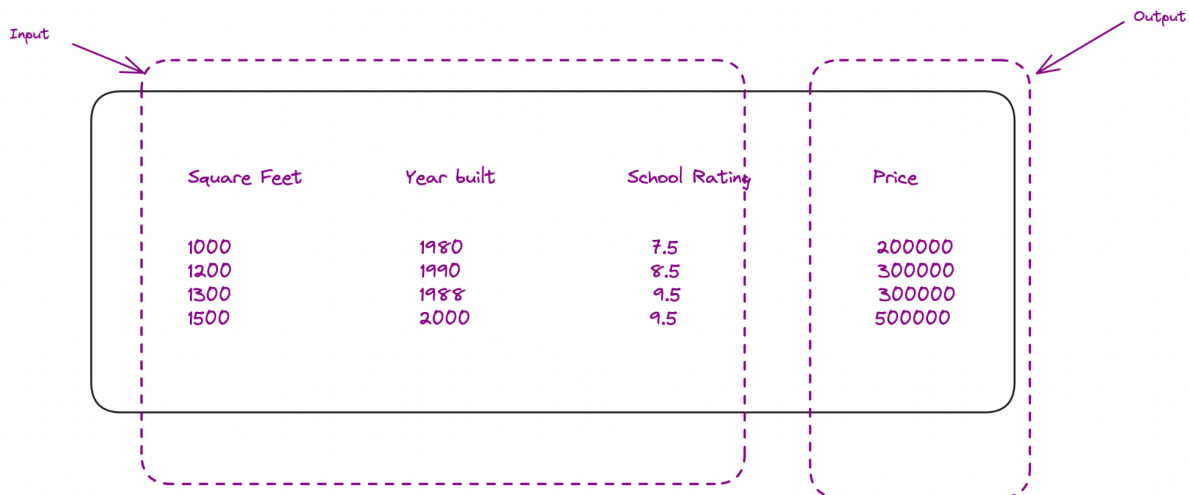 Input
Output
Square Feet Year built School Rating Price
1000 1980 7.5 200000
1200 1990 8.5 300000
1300 1988 9.5 300000
1500 2000 9.5 500000